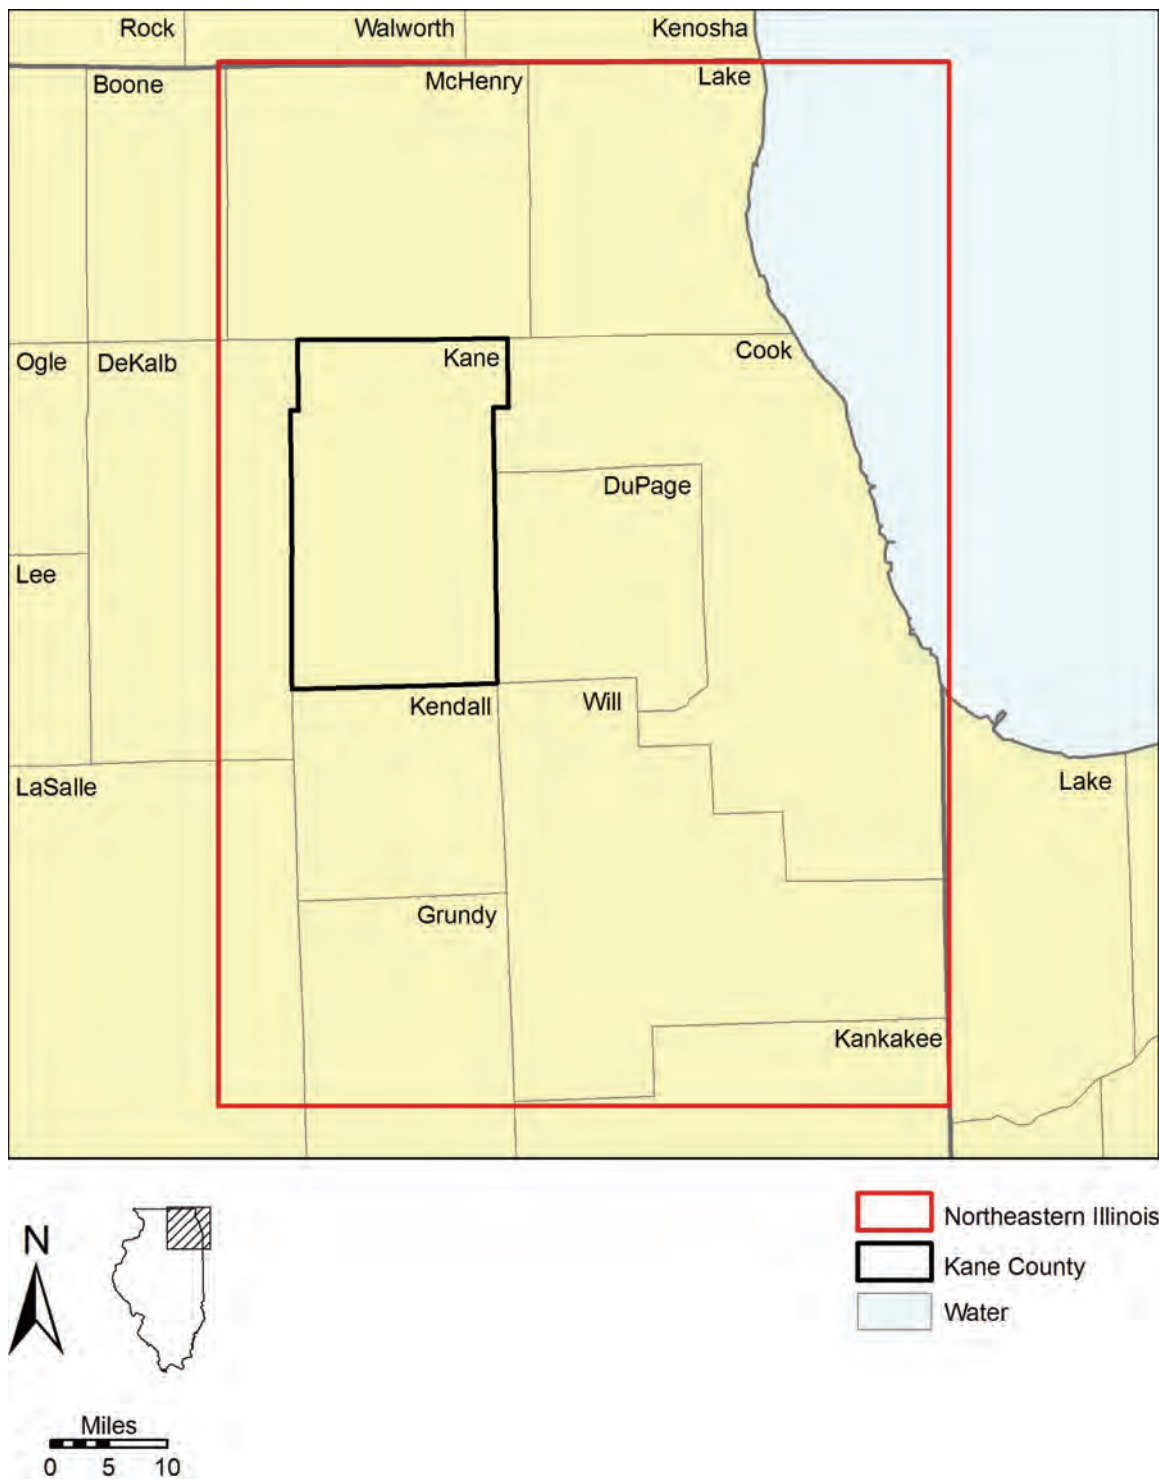 Rock
Walworth
Kenosha
Boone
McHenry
Lake
Ogle
DeKalb
Kane
Cook
DuPage
Lee
Kendall
Will
LaSalle
Lake
Grundy
Kankakee
Northeastern Illinois
N
Kane County
Water
Miles
0 5 10